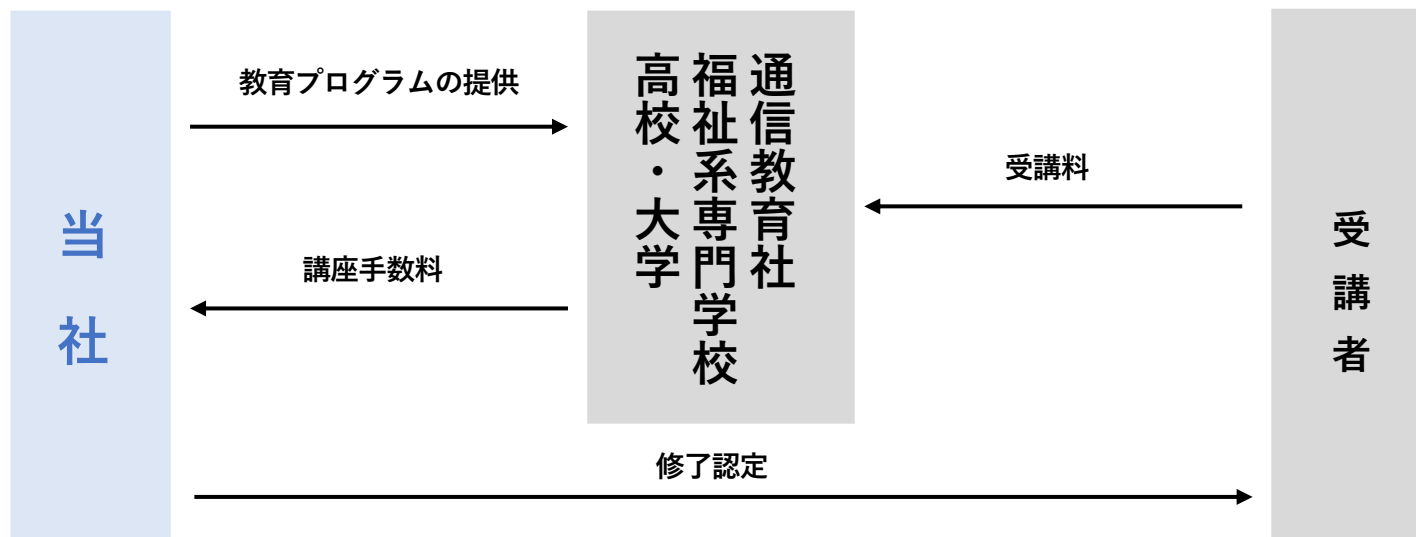 当社
教育プログラムの提供
講座手数料
通信教育社
福祉系専門学校
高校・大学
受講料
受講者
修了認定